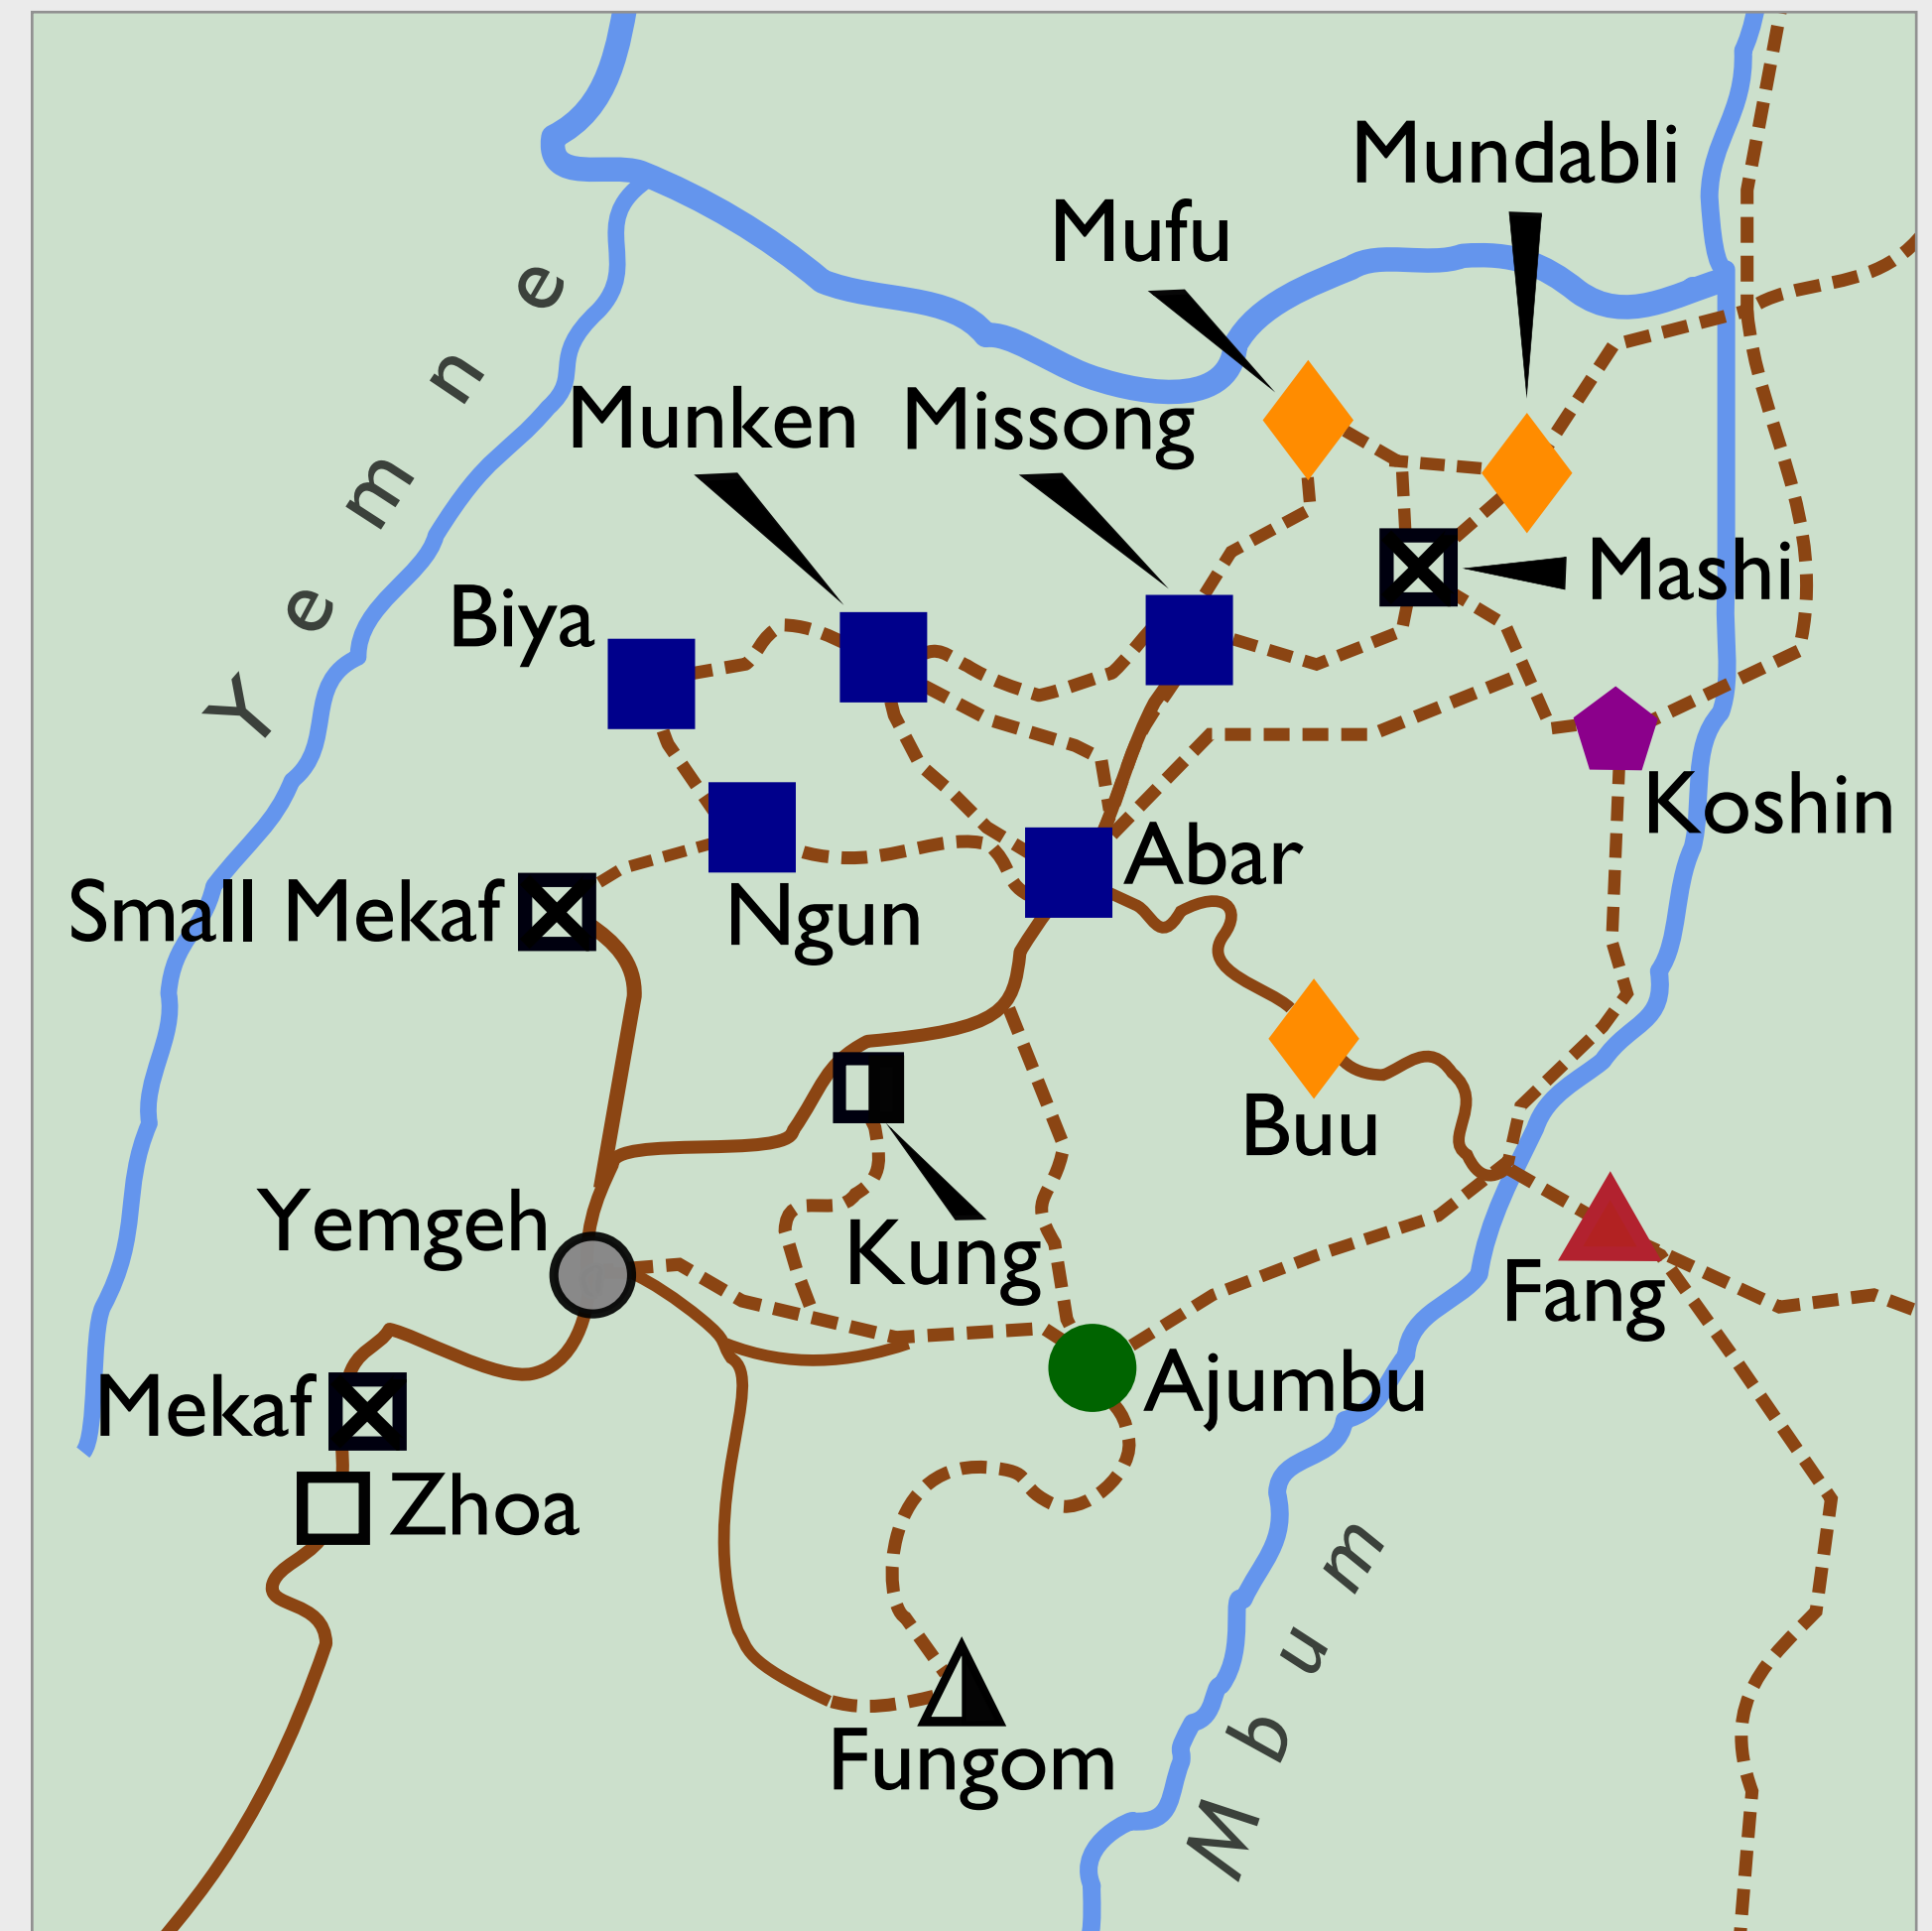 Mundabli
Mufu
Munken
Missong
Mashi
Biya
Yemne
Koshin
Abar
Small Mekaf
Ngun
Buu
Yemgeh
Kung
Fang
Mekaf
Ajumbu
Zhoa
Fungom
Mbum